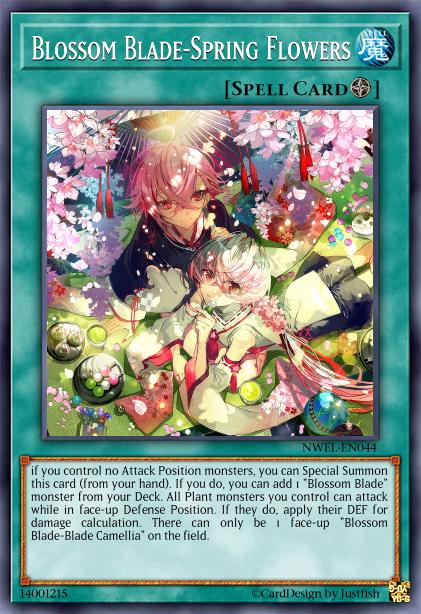 BLOSSOM BLADE-SPRING FLOWERS
SPELL
魔
[SPELL CARD]
NWEL-EN044
if you control no Attack Position monsters, you can Special Summon
this card (from your hand). If you do, you can add 1 "Blossom Blade"
monster from your Deck. All Plant monsters you control can attack
while in face-up Defense Position. If they do, apply their DEF for
damage calculation. There can only be 1 face-up "Blossom
Blade-Blade Camellia" on the field.
14001215
©CardDesign by Justfish